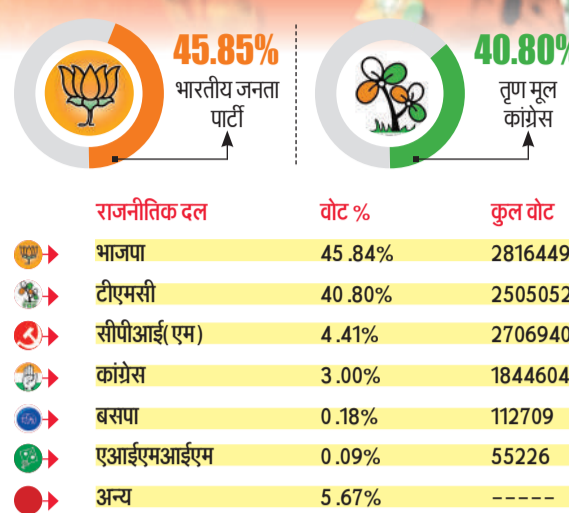 45.85%
भारतीय जनता
पार्टी
40.80%
तृण मूल
कांग्रेस
राजनीतिक दल वोट % कुल वोट
भाजपा 45.84% 2816449
टीएमसी 40.80% 2505052
सीपीआई(एम) 4.41% 2706940
कांग्रेस 3.00% 1844604
बसपा 0.18% 112709
एआईएमआईएम 0.09% 55226
अन्य 5.67% -----